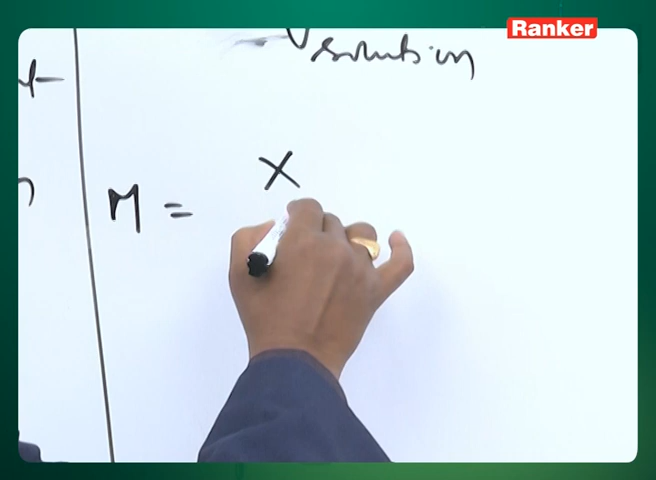 Ranker
solution
M =
X